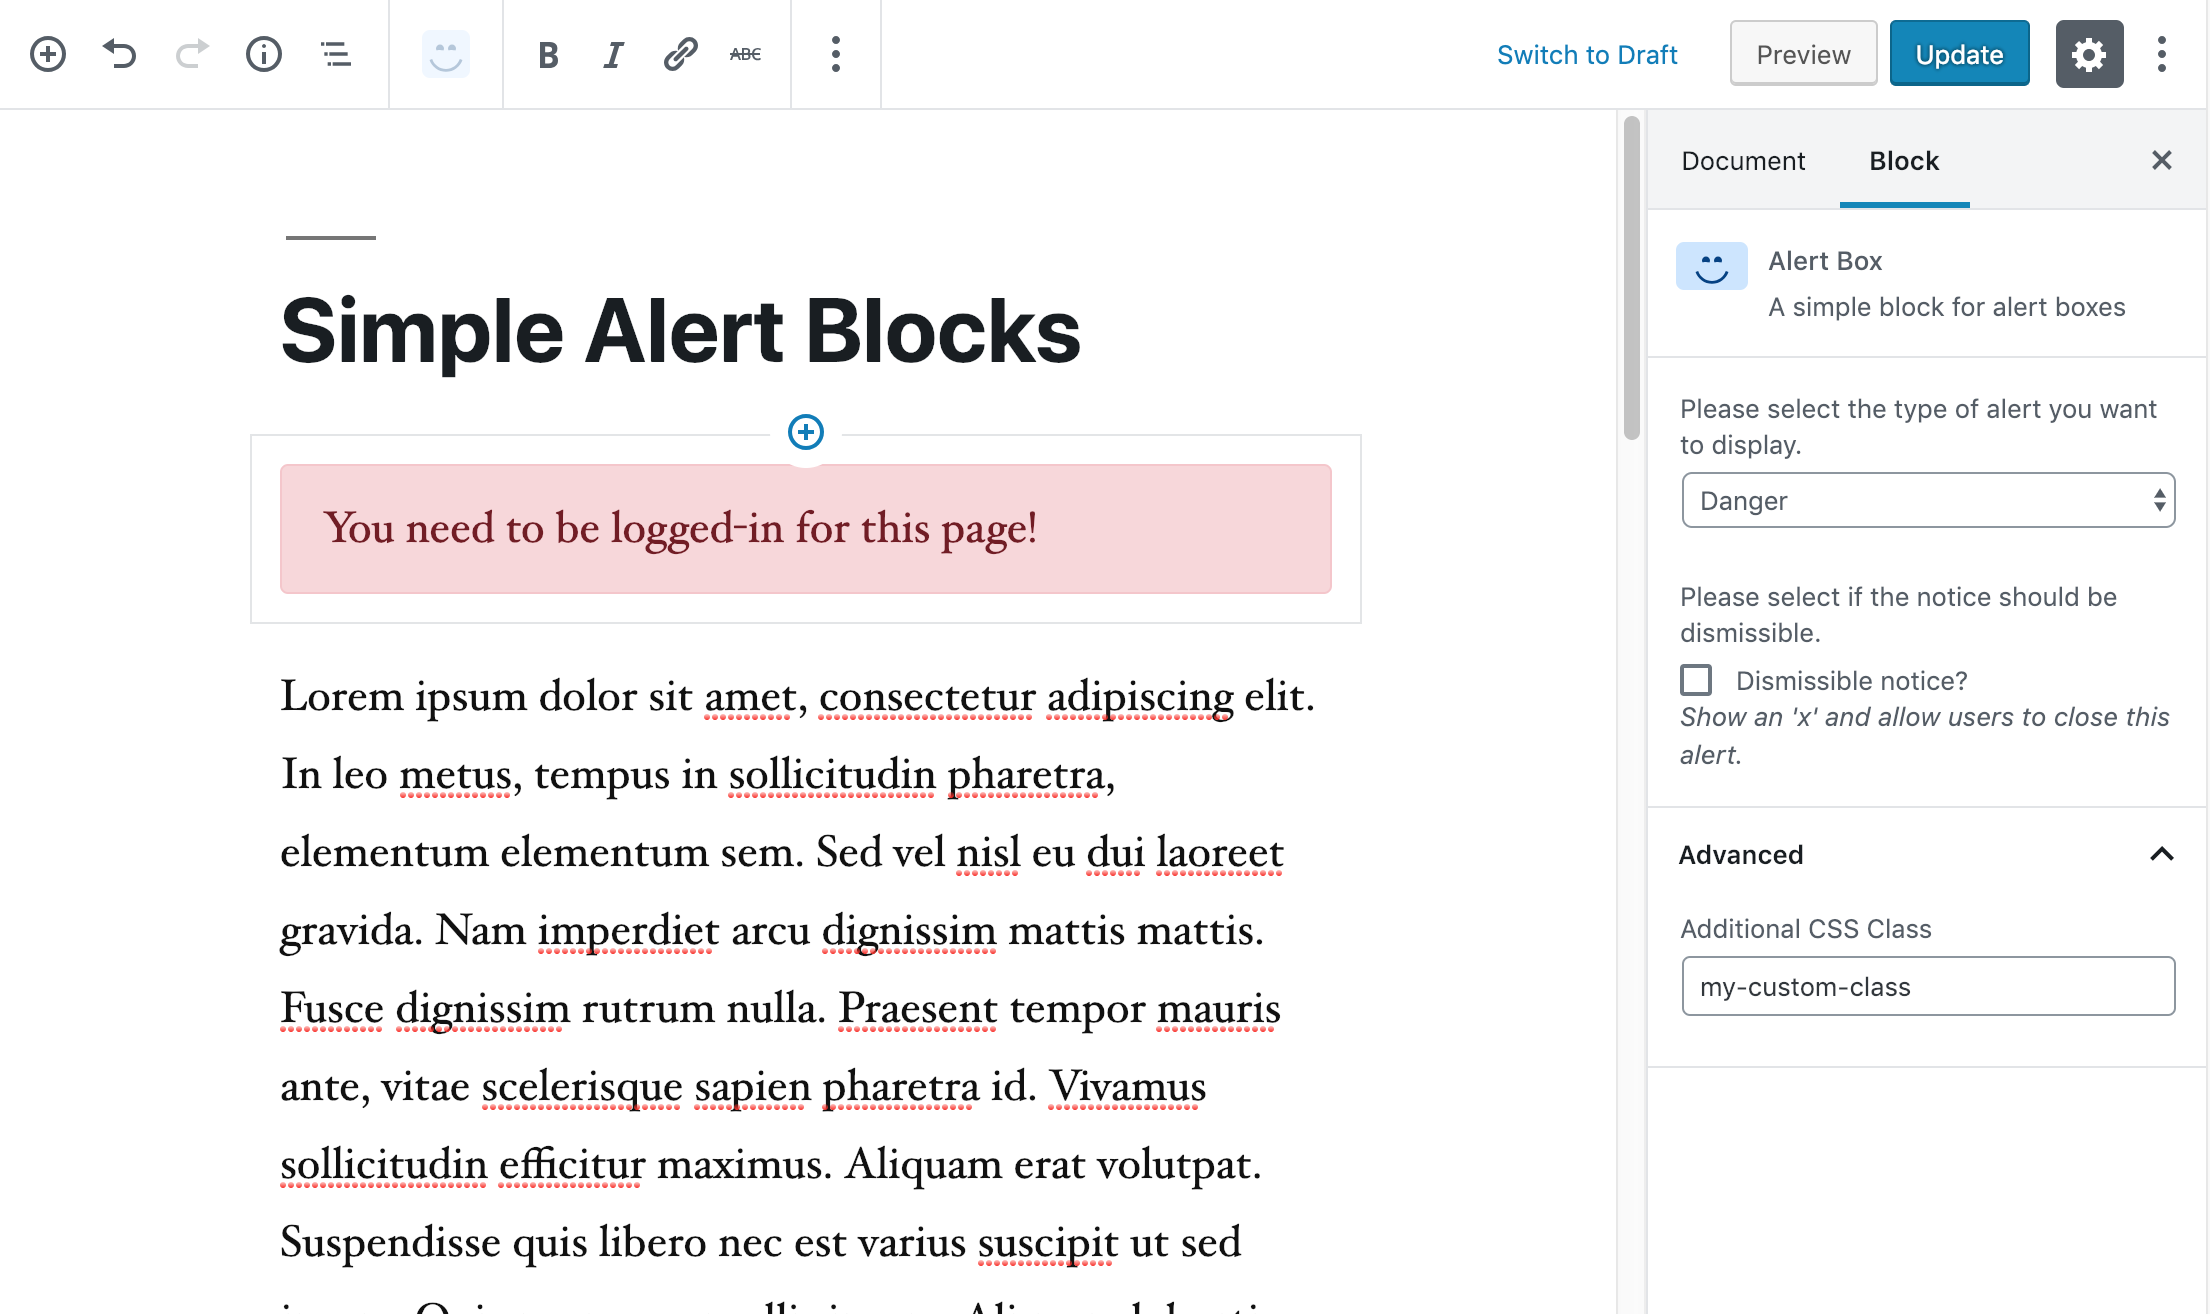 B I ABC
Switch to Draft
Preview
Update
Document
Block
Simple Alert Blocks
You need to be logged-in for this page!
Lorem ipsum dolor sit amet, consectetur adipiscing elit.
In leo metus, tempus in sollicitudin pharetra,
elementum elementum sem. Sed vel nisl eu dui laoreet
gravida. Nam imperdiet arcu dignissim mattis mattis.
Fusce dignissim rutrum nulla. Praesent tempor mauris
ante, vitae scelerisque sapien pharetra id. Vivamus
sollicitudin efficitur maximus. Aliquam erat volutpat.
Suspendisse quis libero nec est varius suscipit ut sed
Alert Box
A simple block for alert boxes
Please select the type of alert you want
to display.
Danger
Please select if the notice should be
dismissible.
Dismissible notice?
Show an 'x' and allow users to close this
alert.
Advanced
Additional CSS Class
my-custom-class